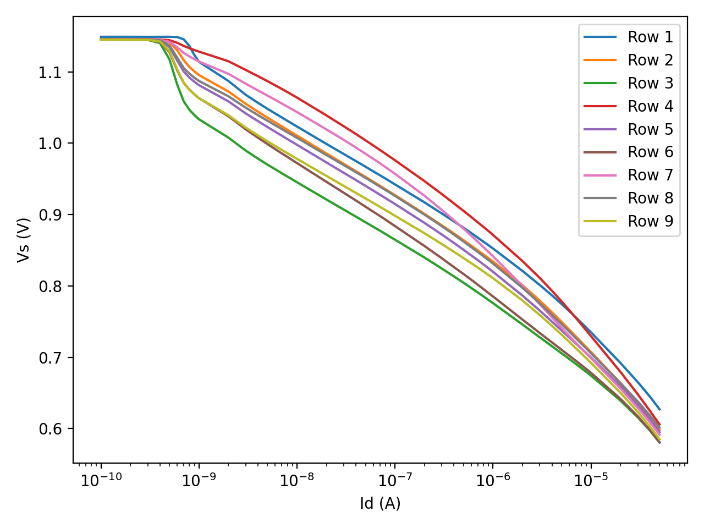 Vs (V)
1.1
1.0
0.9
0.8
0.7
0.6
10⁻¹⁰ 10⁻⁹ 10⁻⁸ 10⁻⁷ 10⁻⁶ 10⁻⁵
Id (A)
Row 1
Row 2
Row 3
Row 4
Row 5
Row 6
Row 7
Row 8
Row 9